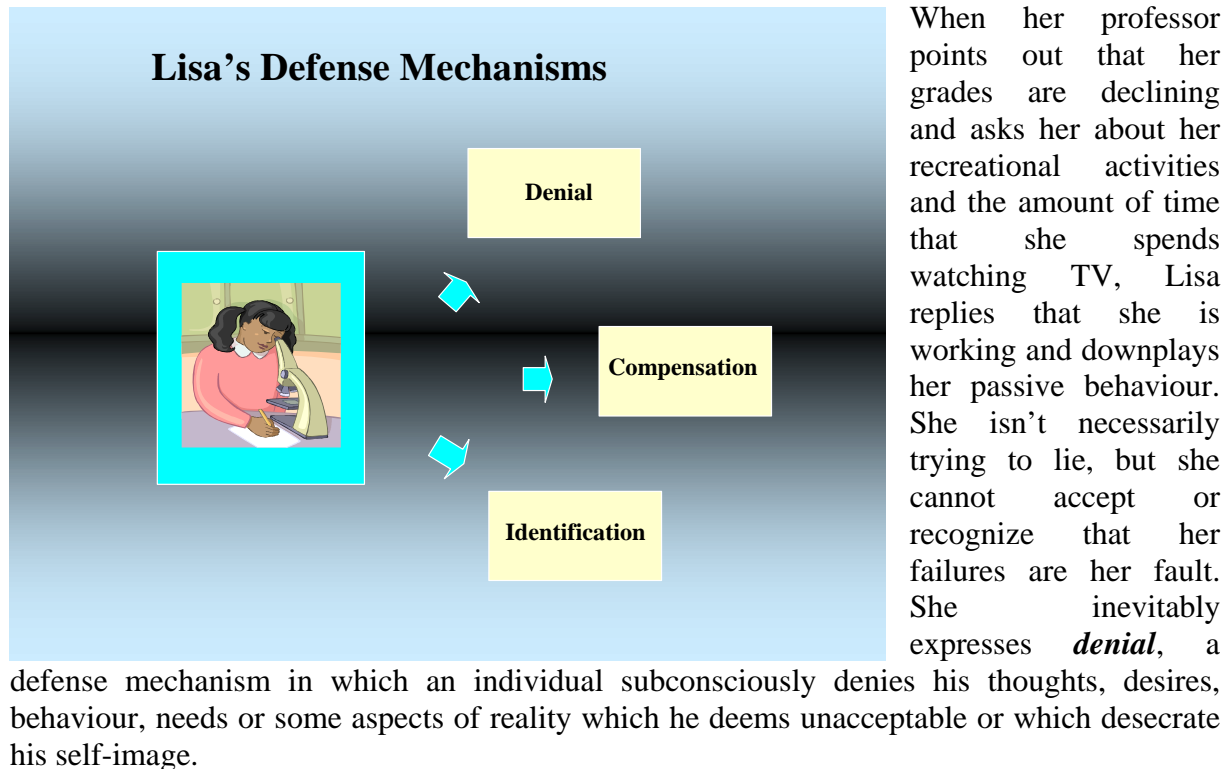 Lisa’s Defense Mechanisms
Denial
Compensation
Identification
When her professor
points out that her
grades are declining
and asks her about her
recreational activities
and the amount of time
that she spends
watching TV, Lisa
replies that she is
working and downplays
her passive behaviour.
She isn’t necessarily
trying to lie, but she
cannot accept or
recognize that her
failures are her fault.
She inevitably
expresses denial, a
defense mechanism in which an individual subconsciously denies his thoughts, desires,
behaviour, needs or some aspects of reality which he deems unacceptable or which desecrate
his self-image.